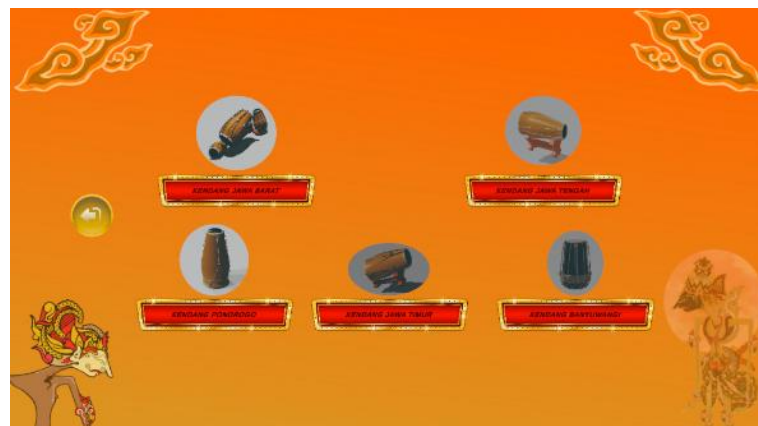 KENDANG JAWA BARAT
KENDANG JAWA TENGAH
KENDANG PONOROGO
KENDANG JAWA TIMUR
KENDANG BANYUWANGI